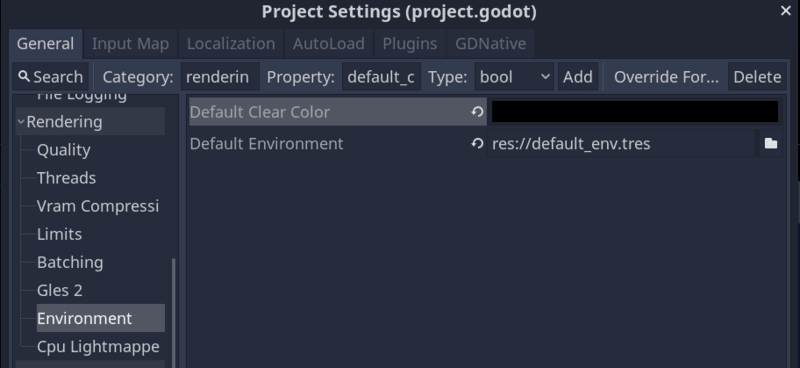 Project Settings (project.godot)
General Input Map Localization AutoLoad Plugins GDNative
Search Category: renderin Property: default_c Type: bool Add Override For... Delete
File Logging
Rendering
Quality
Threads
Vram Compressi
Limits
Batching
Gles 2
Environment
Cpu Lightmappe
Default Clear Color
Default Environment res://default_env.tres